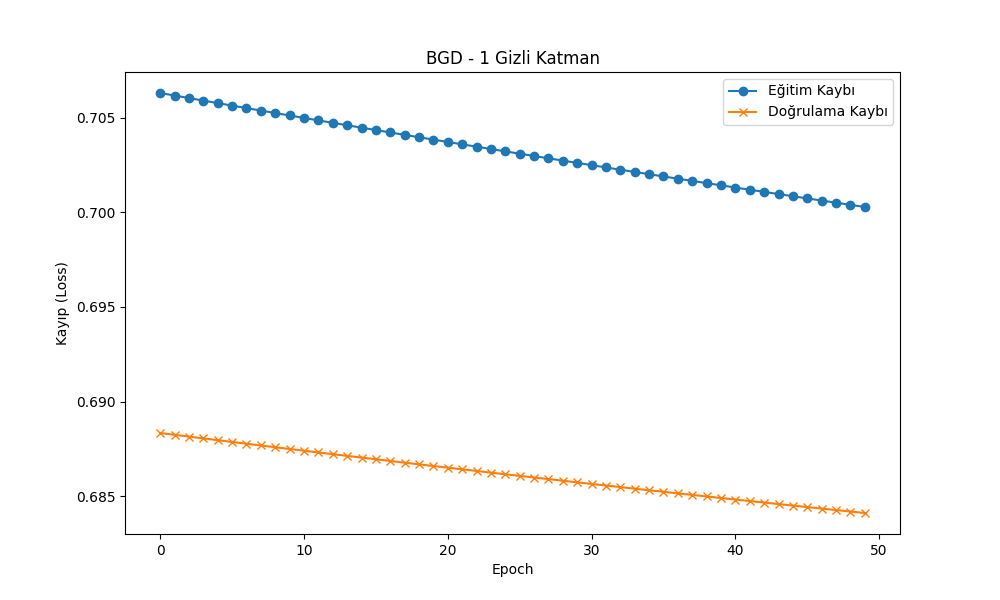 BGD - 1 Gizli Katman
Eğitim Kaybı
Doğrulama Kaybı
Kayıp (Loss)
0.705
0.700
0.695
0.690
0.685
0 10 20 30 40 50
Epoch